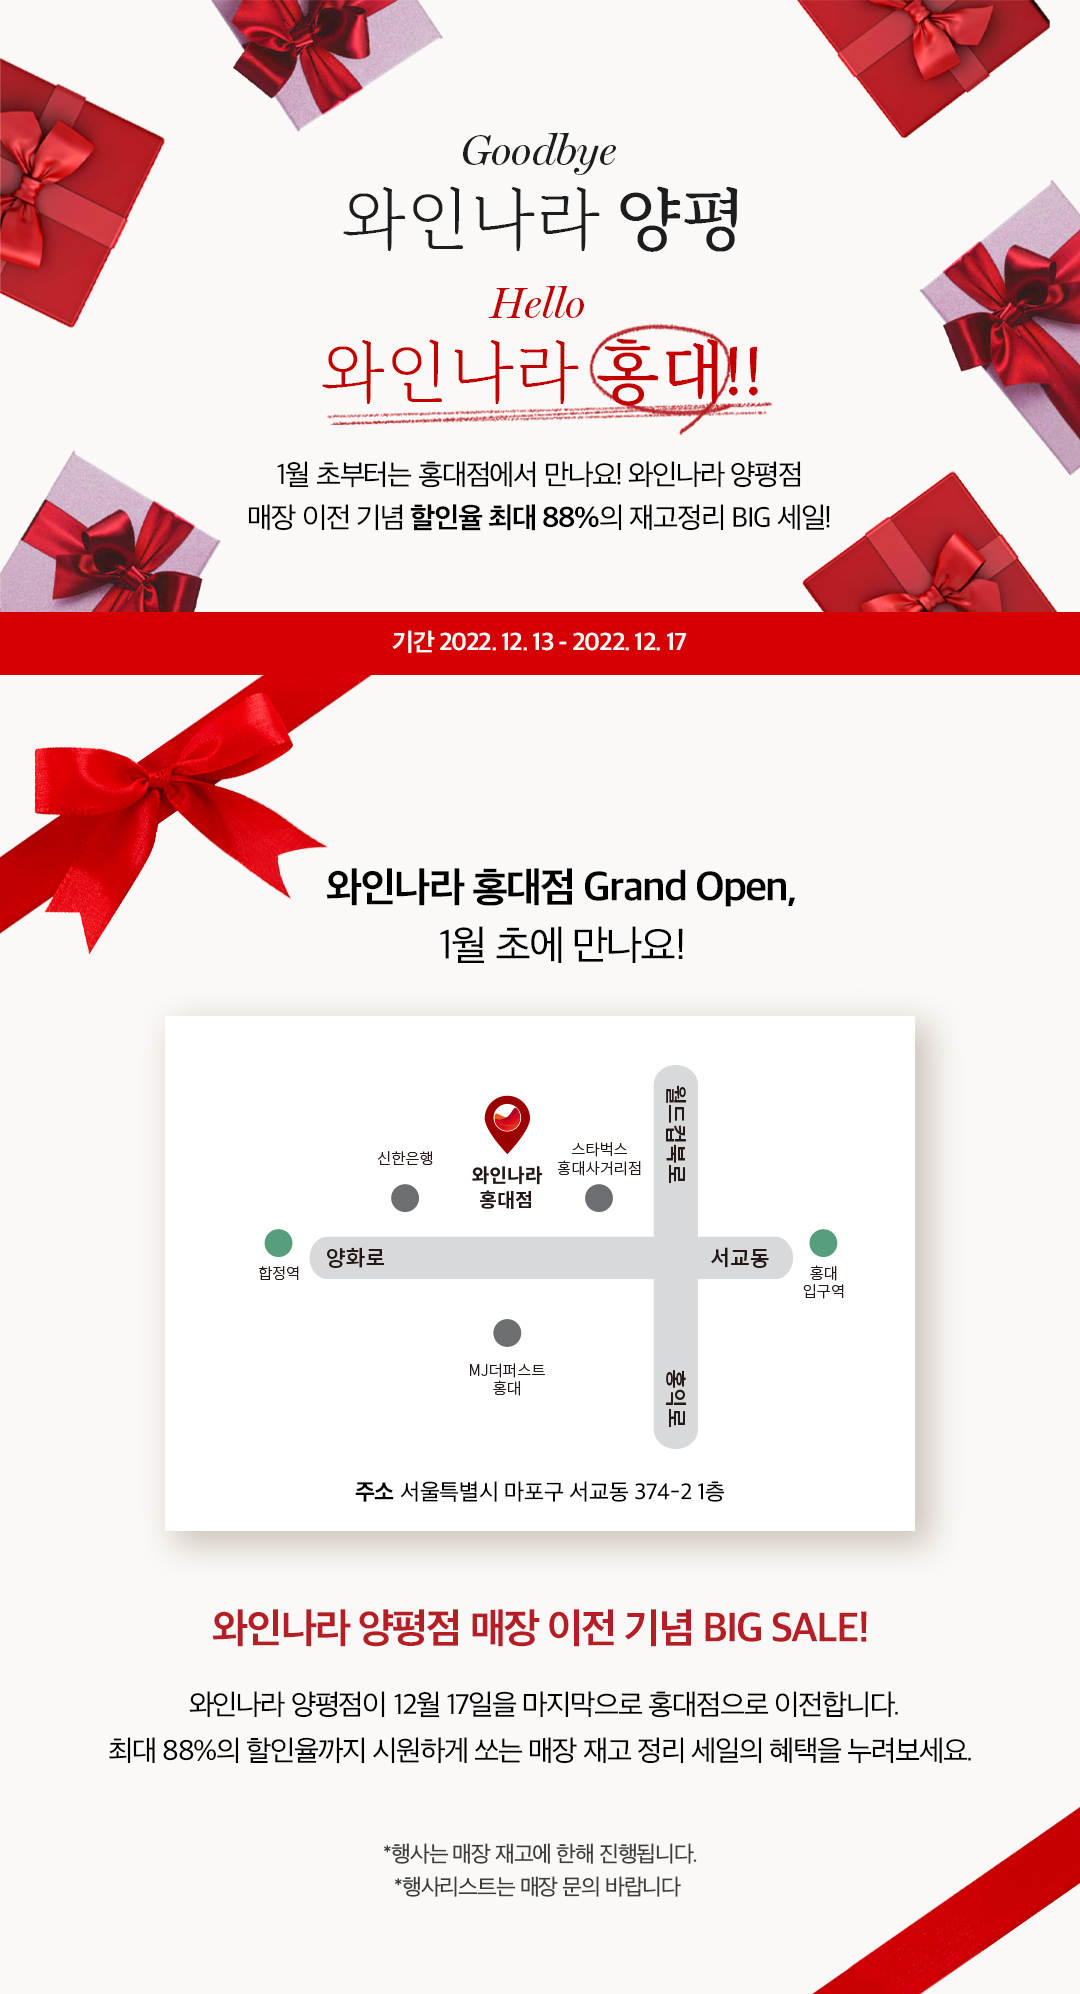 Goodbye
와인나라 양평
Hello
와인나라 홍대!!
1월 초부터는 홍대점에서 만나요! 와인나라 양평점
매장 이전 기념 할인율 최대 88%의 재고정리 BIG 세일!
기간 2022. 12. 13 - 2022. 12. 17
와인나라 홍대점 Grand Open,
1월 초에 만나요!
월드컵북로
신한은행
와인나라
홍대점
스타벅스
홍대사거리점
합정역
양화로
서교동
홍대
입구역
MJ더퍼스트
홍대
홍익로
주소 서울특별시 마포구 서교동 374-2 1층
와인나라 양평점 매장 이전 기념 BIG SALE!
와인나라 양평점이 12월 17일을 마지막으로 홍대점으로 이전합니다.
최대 88%의 할인율까지 시원하게 쏘는 매장 재고 정리 세일의 혜택을 누려보세요.
*행사는 매장 재고에 한해 진행됩니다.
*행사리스트는 매장 문의 바랍니다